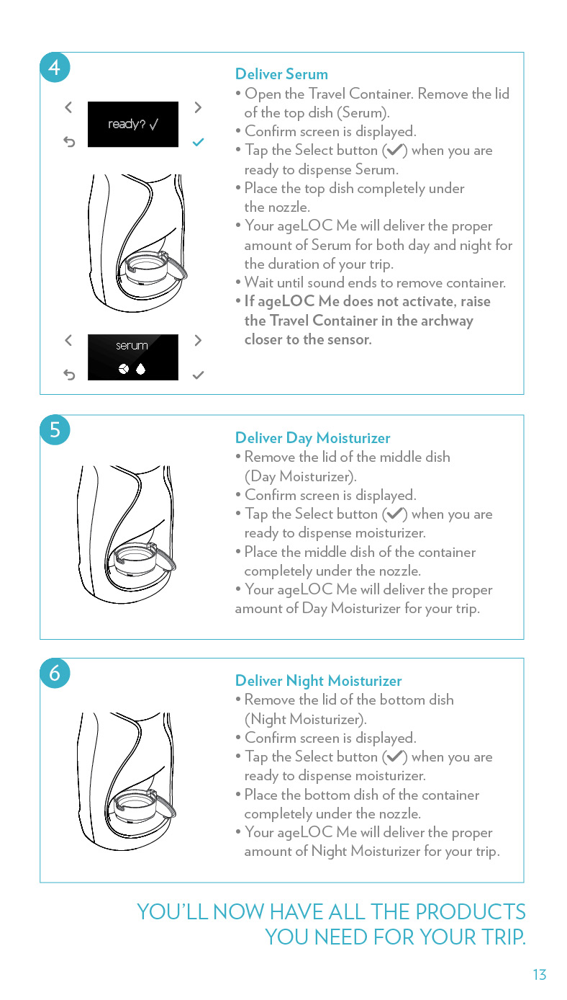 4
ready? ✓
serum
Deliver Serum
• Open the Travel Container. Remove the lid
of the top dish (Serum).
• Confirm screen is displayed.
• Tap the Select button (✓) when you are
ready to dispense Serum.
• Place the top dish completely under
the nozzle.
• Your ageLOC Me will deliver the proper
amount of Serum for both day and night for
the duration of your trip.
• Wait until sound ends to remove container.
• If ageLOC Me does not activate, raise
the Travel Container in the archway
closer to the sensor.
5
Deliver Day Moisturizer
• Remove the lid of the middle dish
(Day Moisturizer).
• Confirm screen is displayed.
• Tap the Select button (✓) when you are
ready to dispense moisturizer.
• Place the middle dish of the container
completely under the nozzle.
• Your ageLOC Me will deliver the proper
amount of Day Moisturizer for your trip.
6
Deliver Night Moisturizer
• Remove the lid of the bottom dish
(Night Moisturizer).
• Confirm screen is displayed.
• Tap the Select button (✓) when you are
ready to dispense moisturizer.
• Place the bottom dish of the container
completely under the nozzle.
• Your ageLOC Me will deliver the proper
amount of Night Moisturizer for your trip.
YOU'LL NOW HAVE ALL THE PRODUCTS
YOU NEED FOR YOUR TRIP.
13